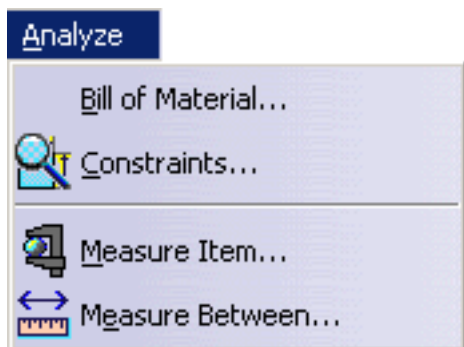 Analyze
Bill of Material...
Constraints...
Measure Item...
Measure Between...